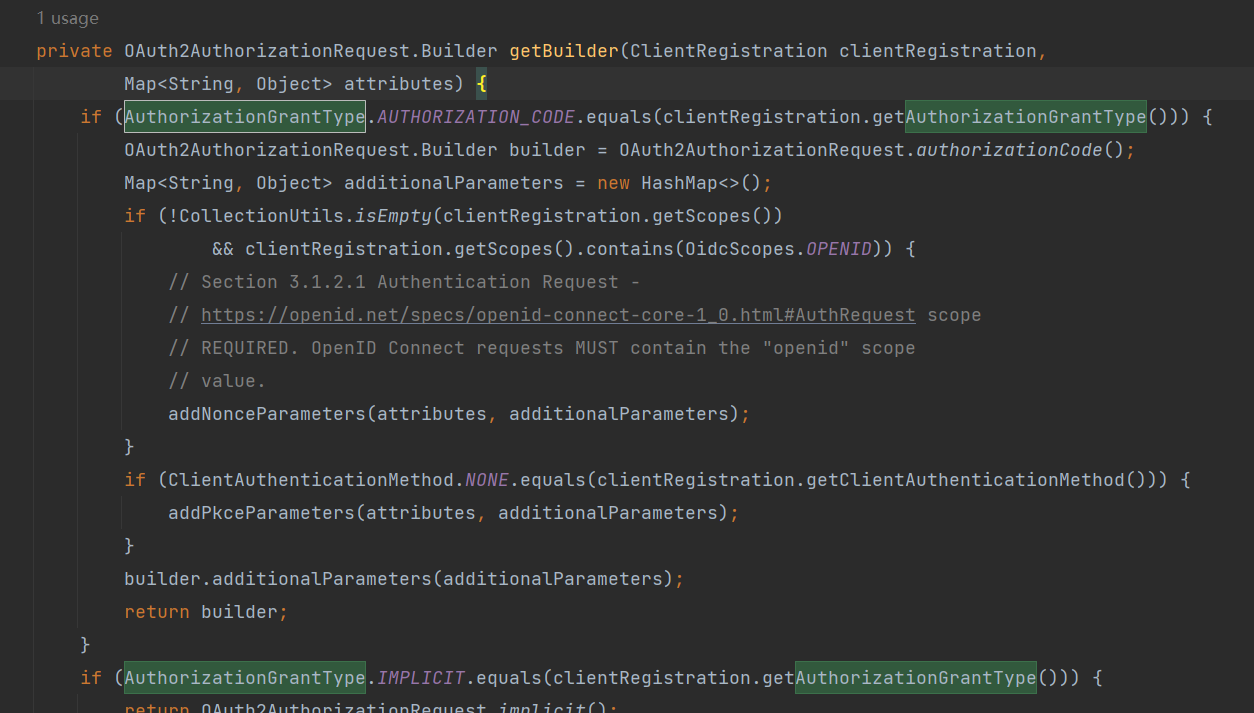 1 usage
private OAuth2AuthorizationRequest.Builder getBuilder(ClientRegistration clientRegistration,
Map<String, Object> attributes) {
if (AuthorizationGrantType.AUTHORIZATION_CODE.equals(clientRegistration.getAuthorizationGrantType())) {
OAuth2AuthorizationRequest.Builder builder = OAuth2AuthorizationRequest.authorizationCode();
Map<String, Object> additionalParameters = new HashMap<>();
if (!CollectionUtils.isEmpty(clientRegistration.getScopes())
&& clientRegistration.getScopes().contains(OidcScopes.OPENID)) {
// Section 3.1.2.1 Authentication Request -
// https://openid.net/specs/openid-connect-core-1_0.html#AuthRequest scope
// REQUIRED. OpenID Connect requests MUST contain the "openid" scope
// value.
addNonceParameters(attributes, additionalParameters);
}
if (ClientAuthenticationMethod.NONE.equals(clientRegistration.getClientAuthenticationMethod())) {
addPkceParameters(attributes, additionalParameters);
}
builder.additionalParameters(additionalParameters);
return builder;
}
if (AuthorizationGrantType.IMPLICIT.equals(clientRegistration.getAuthorizationGrantType())) {
return OAuth2AuthorizationRequest.implicit();